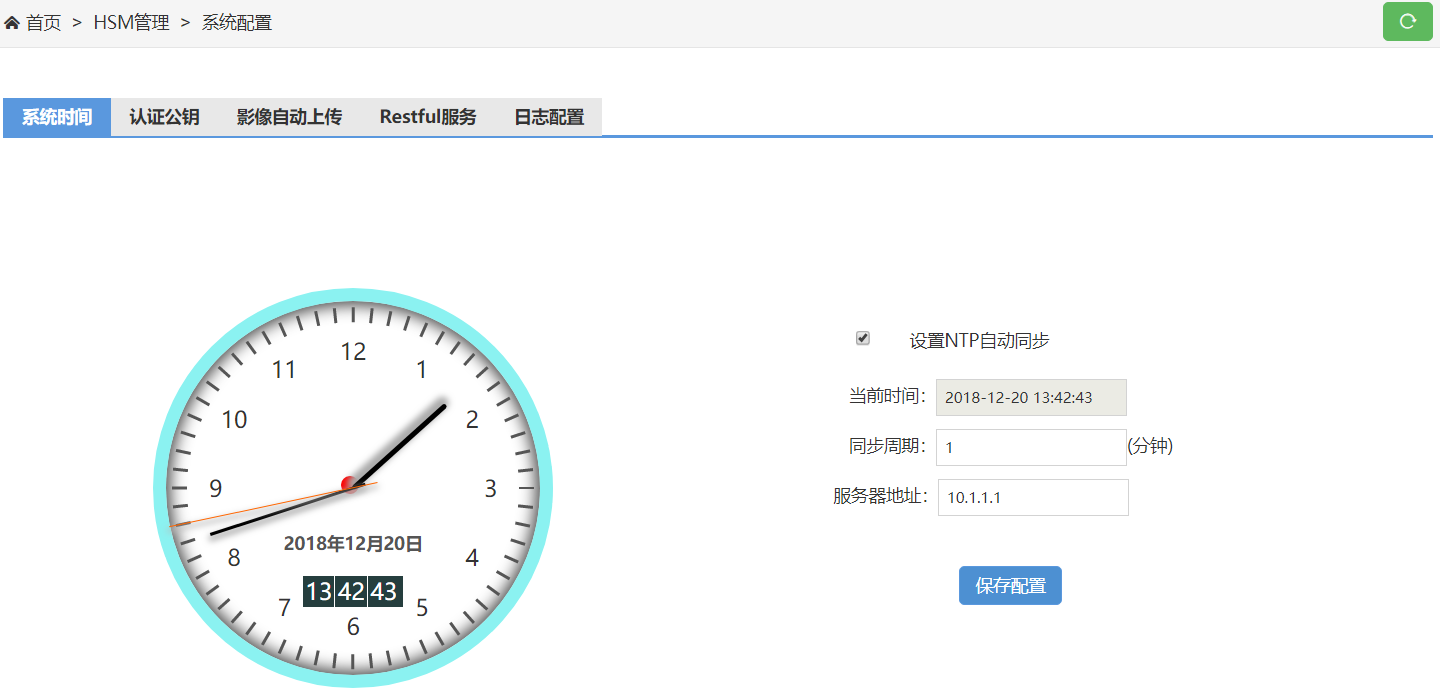 首页 > HSM管理 > 系统配置
系统时间 认证公钥 影像自动上传 Restful服务 日志配置
12
11 1
10 2
9 3
8 4
7 5
6
2018年12月20日
13 42 43
设置NTP自动同步
当前时间: 2018-12-20 13:42:43
同步周期: 1 (分钟)
服务器地址: 10.1.1.1
保存配置